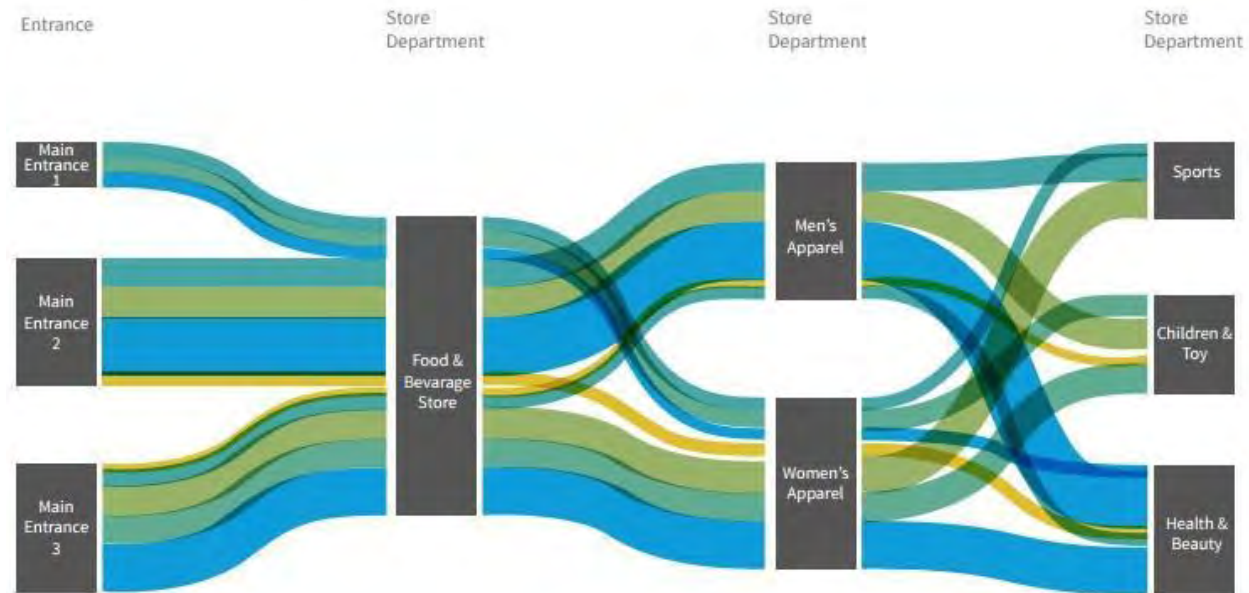 Entrance
Store
Department
Store
Department
Store
Department
Main
Entrance
1
Main
Entrance
2
Main
Entrance
3
Food &
Bevarage
Store
Men's
Apparel
Women's
Apparel
Sports
Children &
Toy
Health &
Beauty